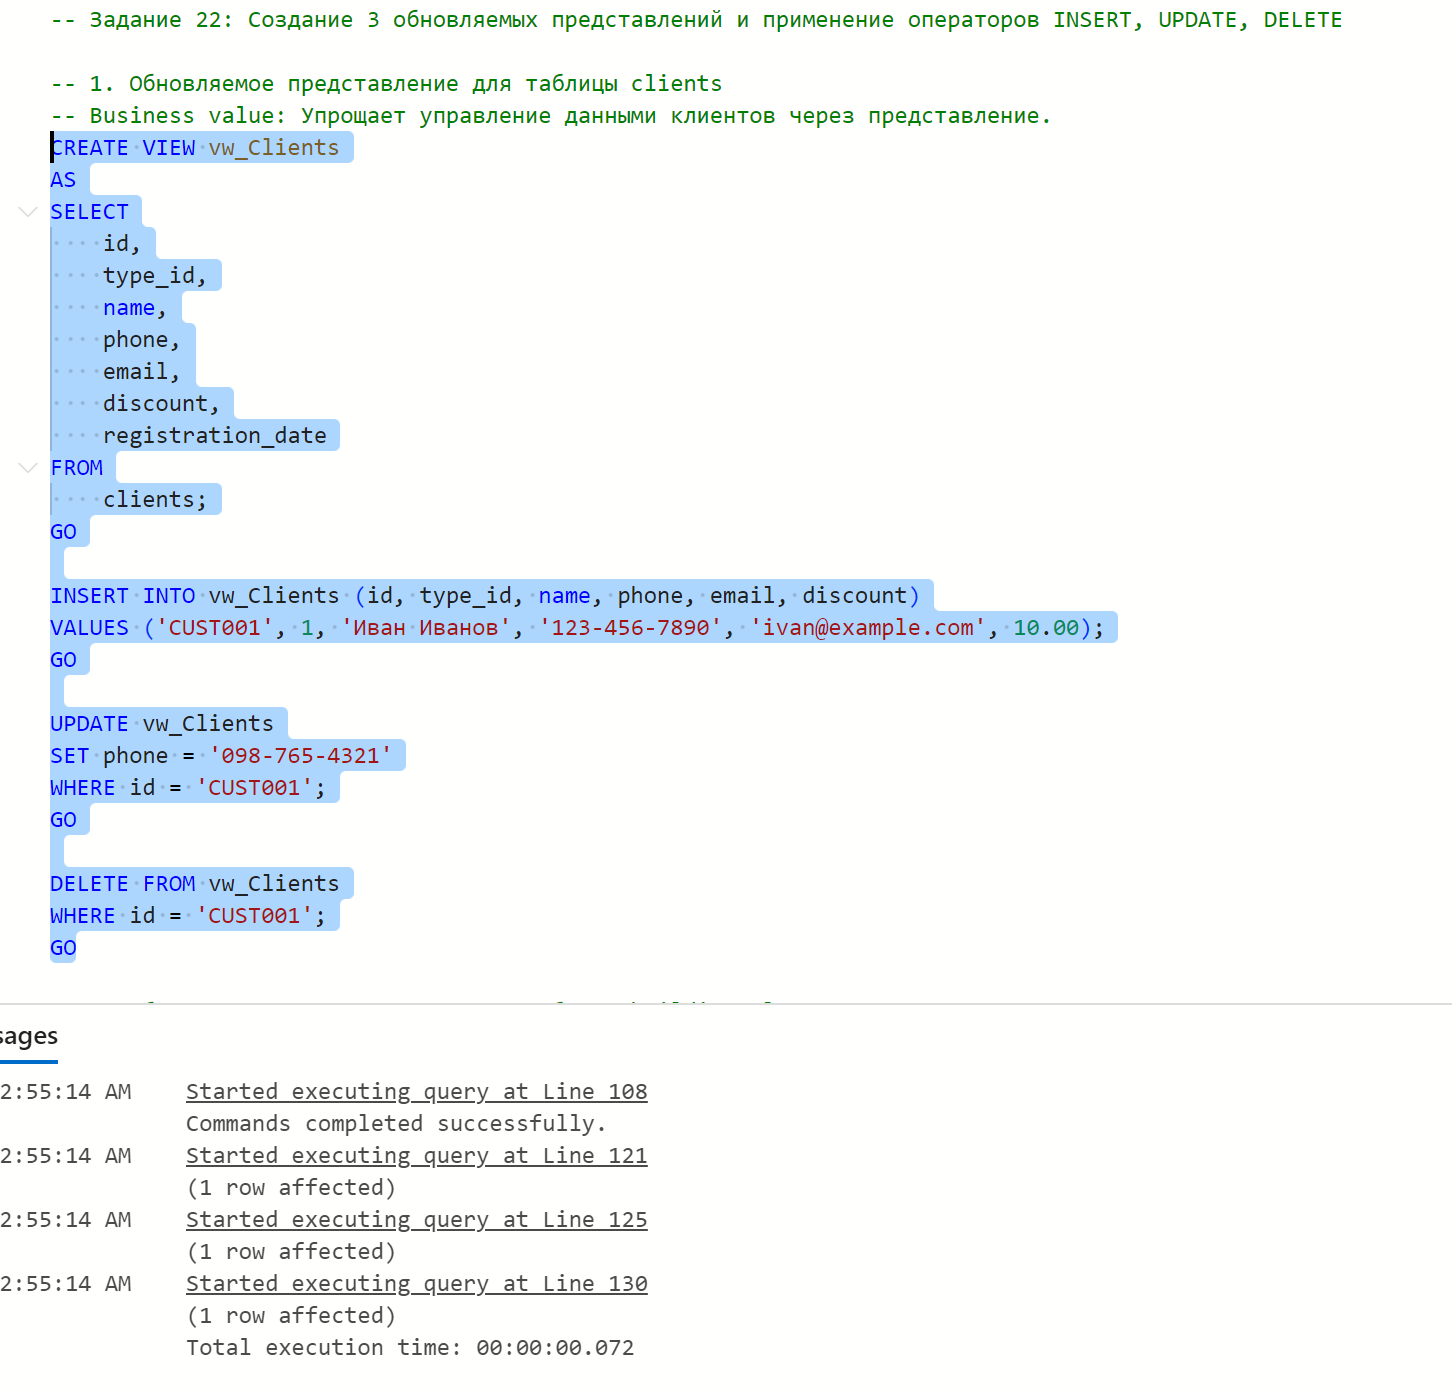 -- Задание 22: Создание 3 обновляемых представлений и применение операторов INSERT, UPDATE, DELETE
-- 1. Обновляемое представление для таблицы clients
-- Business value: Упрощает управление данными клиентов через представление.
CREATE VIEW vw_Clients
AS
SELECT
id,
type_id,
name,
phone,
email,
discount,
registration_date
FROM
clients;
GO
INSERT INTO vw_Clients (id, type_id, name, phone, email, discount)
VALUES ('CUST001', 1, 'Иван Иванов', '123-456-7890', 'ivan@example.com', 10.00);
GO
UPDATE vw_Clients
SET phone = '098-765-4321'
WHERE id = 'CUST001';
GO
DELETE FROM vw_Clients
WHERE id = 'CUST001';
GO
sages
2:55:14 AM Started executing query at Line 108
Commands completed successfully.
2:55:14 AM Started executing query at Line 121
(1 row affected)
2:55:14 AM Started executing query at Line 125
(1 row affected)
2:55:14 AM Started executing query at Line 130
(1 row affected)
Total execution time: 00:00:00.072